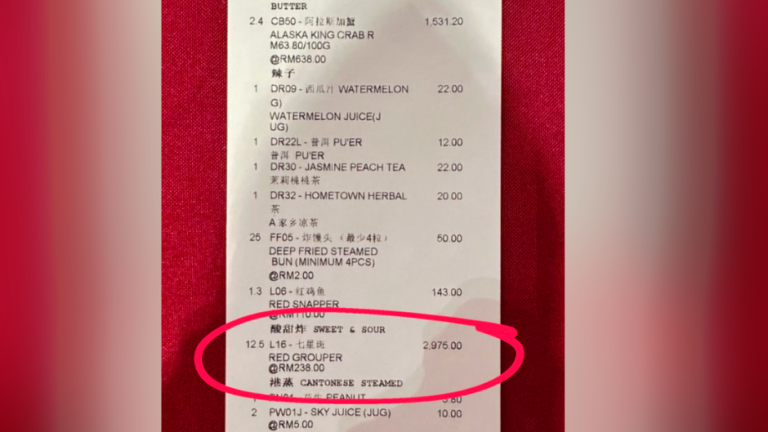 BUTTER
2.4 CB50 - 阿拉斯加蟹 1,531.20
ALASKA KING CRAB R
M63.80/100G
@RM638.00
辣子
1 DR09 - 西瓜汁 WATERMELON 22.00
G)
WATERMELON JUICE(J
UG)
1 DR22L - 普洱 PU'ER 12.00
普洱 PU'ER
1 DR30 - JASMINE PEACH TEA 22.00
茉莉桃桃茶
1 DR32 - HOMETOWN HERBAL 20.00
茶
A 家乡凉茶
25 FF05 - 炸馒头 (最少4粒) 50.00
DEEP FRIED STEAMED
BUN (MINIMUM 4PCS)
@RM2.00
1.3 L06 - 红鸡鱼 143.00
RED SNAPPER
@RM110.00
酸甜炸 SWEET & SOUR
12.5 L16 - 七星斑 2,975.00
RED GROUPER
@RM238.00
港蒸 CANTONESE STEAMED
PEANUT
2 PW01J - SKY JUICE (JUG) 10.00
@RM5.00